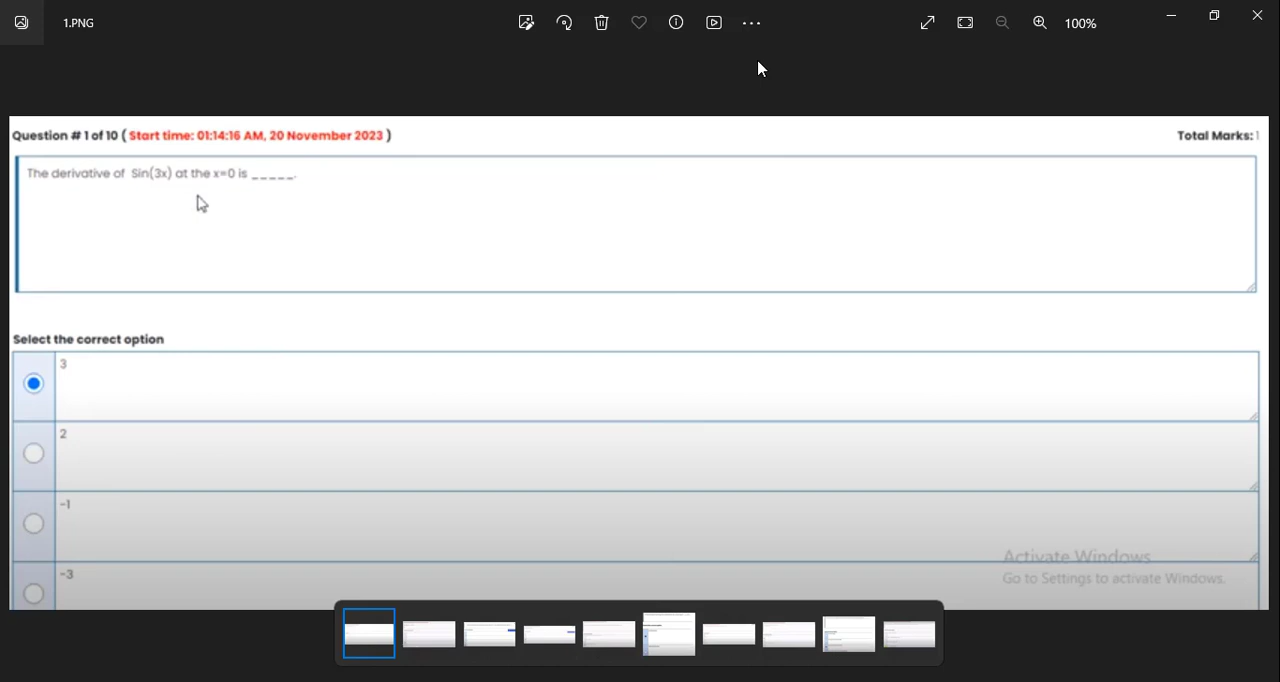 1.PNG
100%
Question # 1 of 10 ( Start time: 01:14:16 AM, 20 November 2023 )
Total Marks: 1
The derivative of Sin(3x) at the x=0 is _____.
Select the correct option
3
2
-1
-3
Activate Windows
Go to Settings to activate Windows.